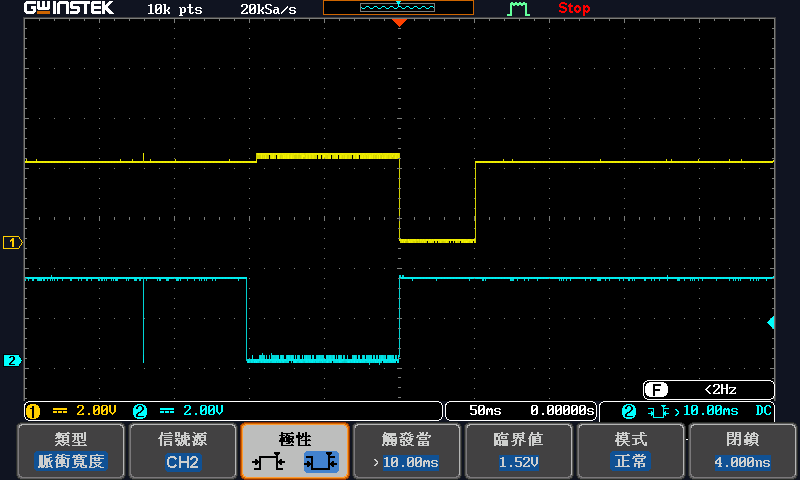 GWINSTEK 10k pts 20kSa/s Stop
1
2
F <2Hz
1 2.00V 2 2.00V 50ms 0.00000s 2 >10.00ms DC
類型 信號源 極性 觸發當 臨界值 模式 閉鎖
脈衝寬度 CH2 >10.00ms 1.52V 正常 4.000ns